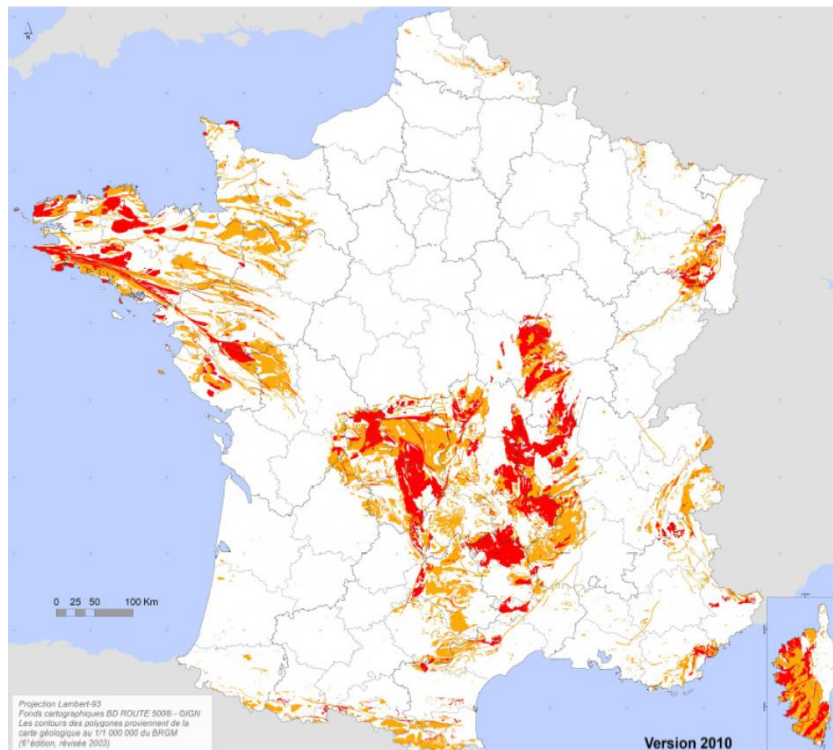 0 25 50 100 Km
Projection Lambert-93
Fonds cartographiques BD ROUTE 500® - ©IGN
Les contours des polygones proviennent de la
carte géologique au 1/1 000 000 du BRGM
(6° édition, révisée 2003)
Version 2010